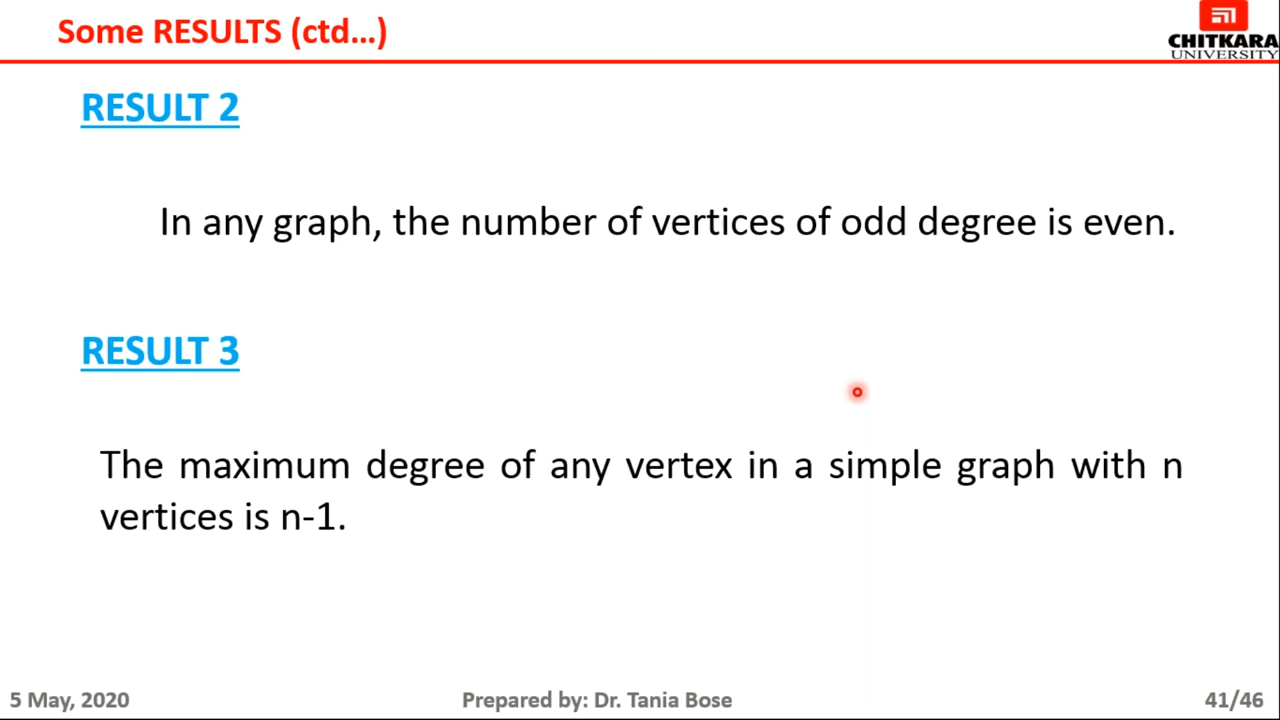 Some RESULTS (ctd...)
CHITKARA
UNIVERSITY
RESULT 2
In any graph, the number of vertices of odd degree is even.
RESULT 3
The maximum degree of any vertex in a simple graph with n
vertices is n-1.
5 May, 2020
Prepared by: Dr. Tania Bose
41/46